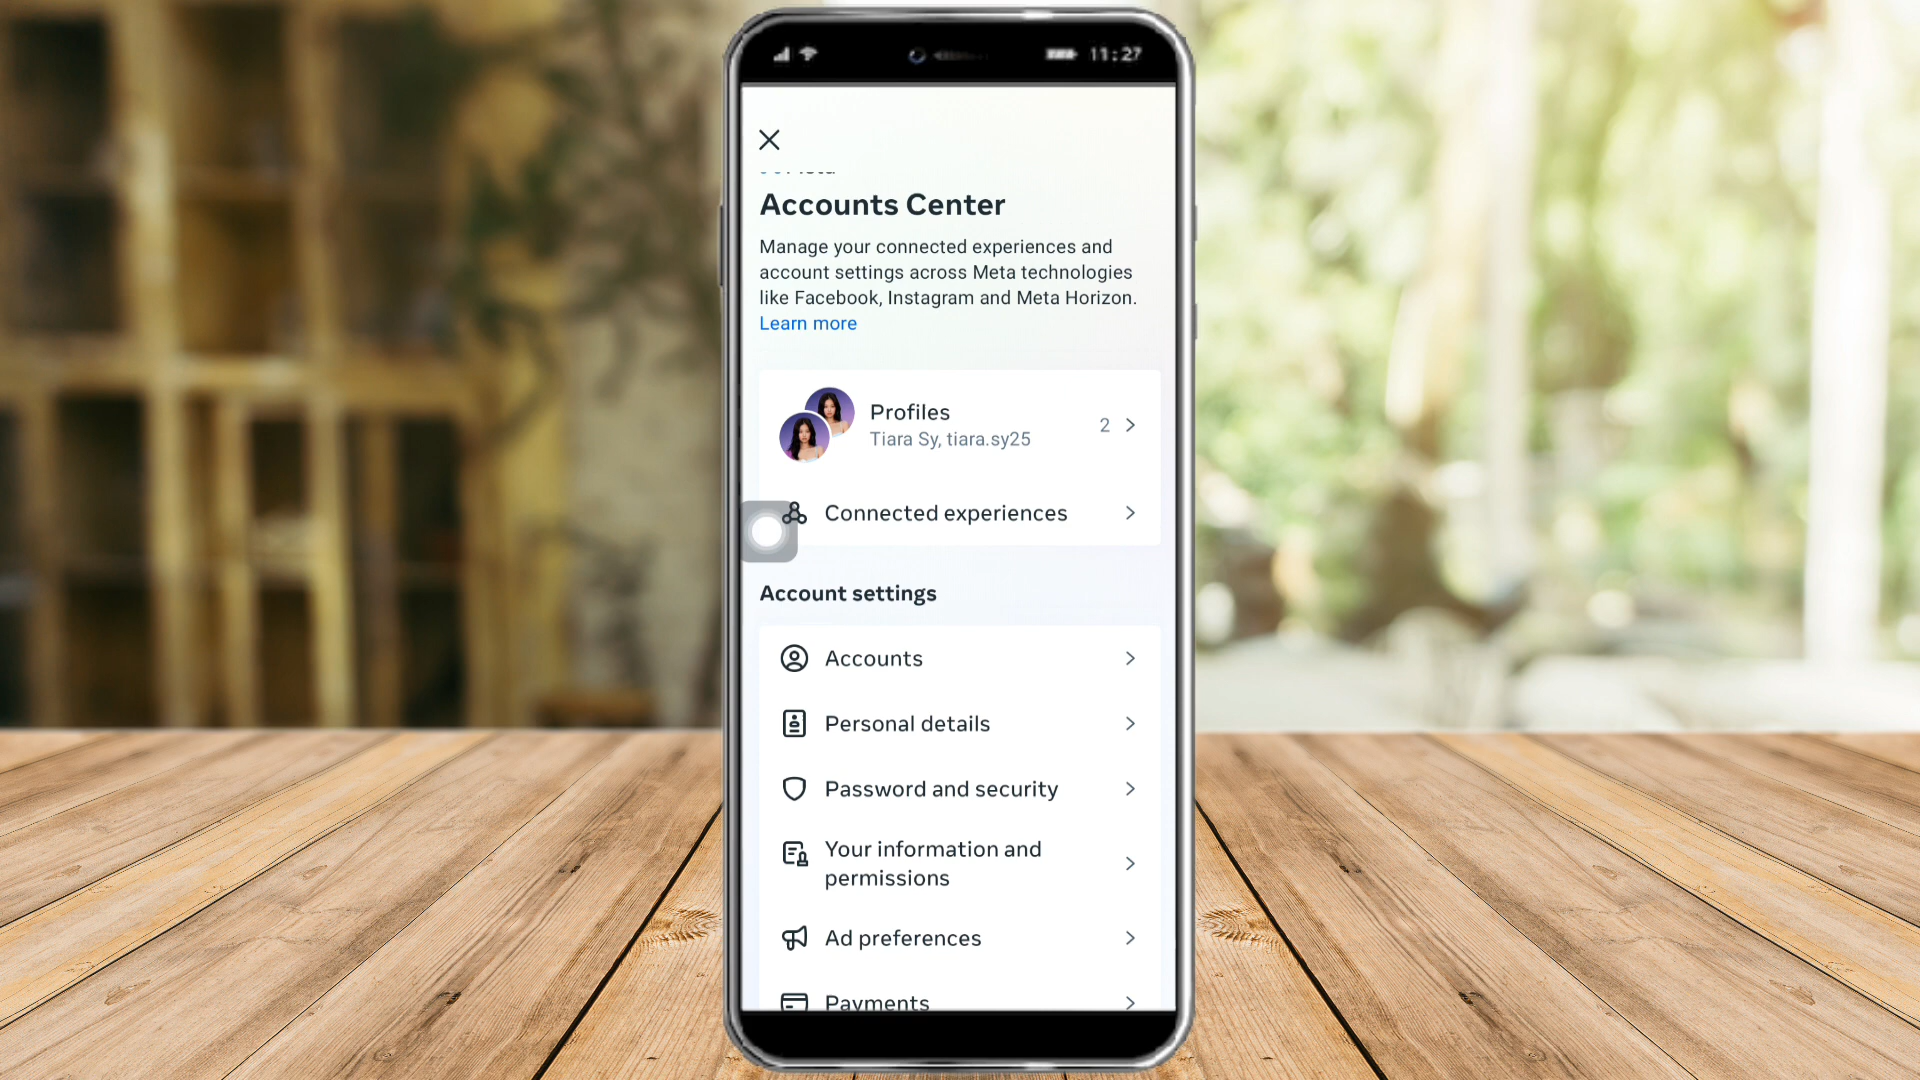 11:27
Accounts Center
Manage your connected experiences and
account settings across Meta technologies
like Facebook, Instagram and Meta Horizon.
Learn more
Profiles
Tiara Sy, tiara.sy25
2
Connected experiences
Account settings
Accounts
Personal details
Password and security
Your information and
permissions
Ad preferences
Payments